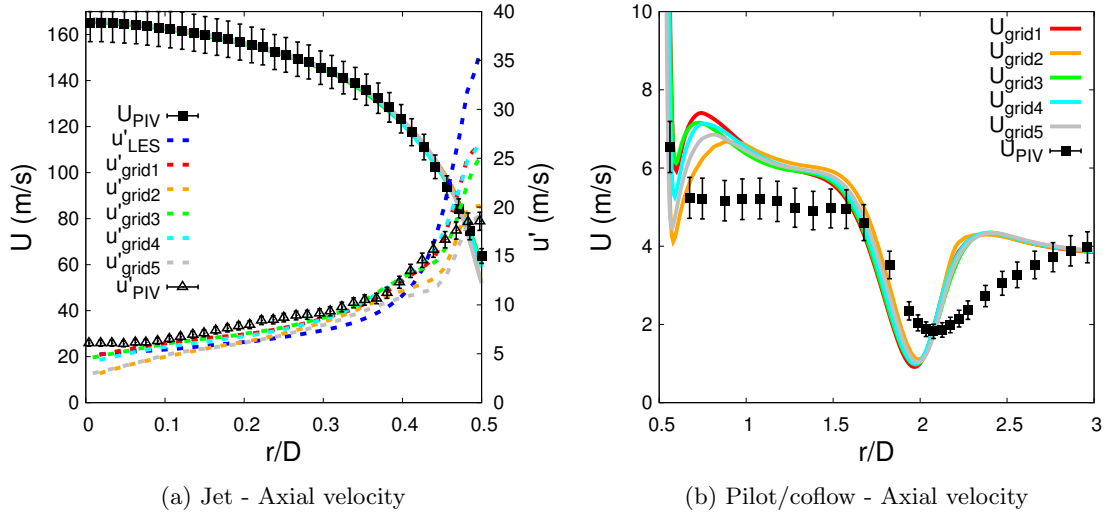 160
140
120
100
80
60
40
20
0
U (m/s)
40
35
30
25
20
15
10
5
0
u' (m/s)
U_PIV
u'_LES
u'_grid1
u'_grid2
u'_grid3
u'_grid4
u'_grid5
u'_PIV
0 0.1 0.2 0.3 0.4 0.5
r/D
(a) Jet - Axial velocity
10
8
6
4
2
0
U (m/s)
U_grid1
U_grid2
U_grid3
U_grid4
U_grid5
U_PIV
0.5 1 1.5 2 2.5 3
r/D
(b) Pilot/coflow - Axial velocity